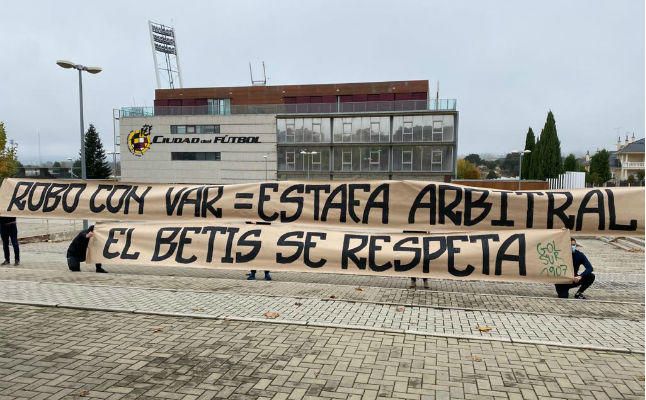 CIUDAD del FÚTBOL
ROBO CON VAR = ESTAFA ARBITRAL
EL BETIS SE RESPETA
GOL
SUR
1907